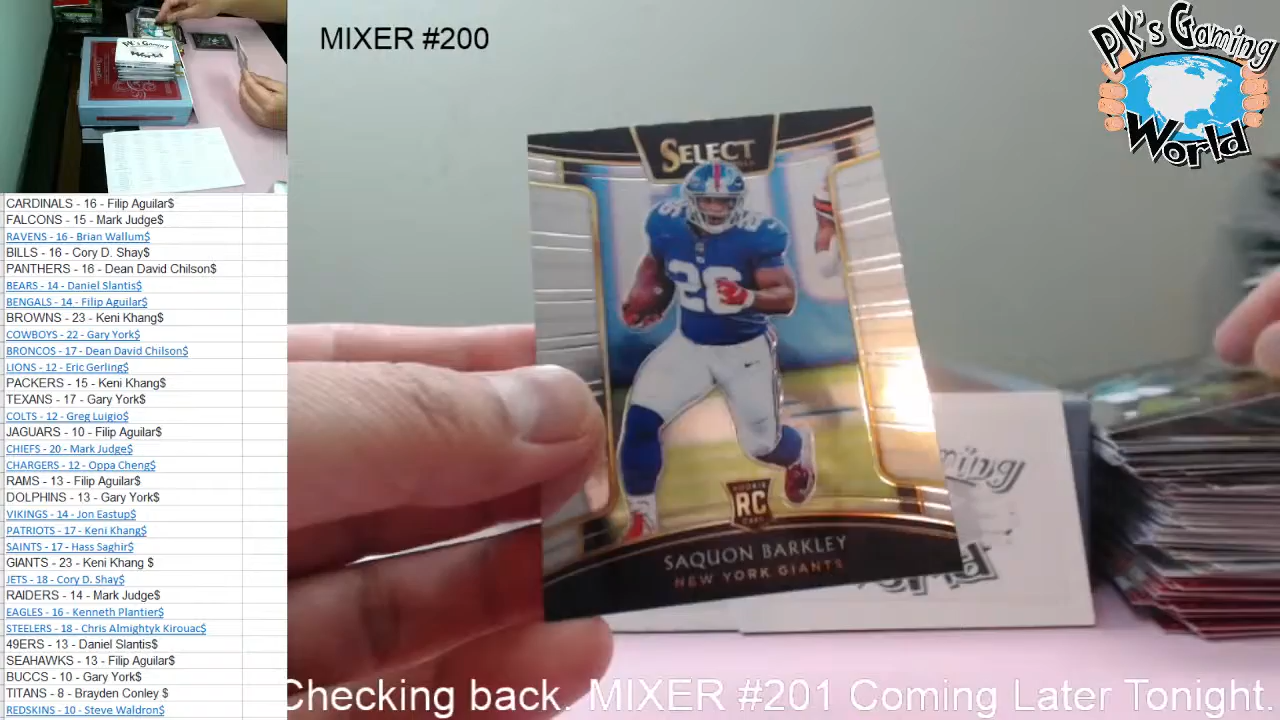 MIXER #200
PK's Gaming
World
CARDINALS - 16 - Filip Aguilar$
FALCONS - 15 - Mark Judge$
RAVENS - 16 - Brian Wallum$
BILLS - 16 - Cory D. Shay$
PANTHERS - 16 - Dean David Chilson$
BEARS - 14 - Daniel Slantis$
BENGALS - 14 - Filip Aguilar$
BROWNS - 23 - Keni Khang$
COWBOYS - 22 - Gary York$
BRONCOS - 17 - Dean David Chilson$
LIONS - 12 - Eric Gerling$
PACKERS - 15 - Keni Khang$
TEXANS - 17 - Gary York$
COLTS - 12 - Greg Luigio$
JAGUARS - 10 - Filip Aguilar$
CHIEFS - 20 - Mark Judge$
CHARGERS - 12 - Oppa Cheng$
RAMS - 13 - Filip Aguilar$
DOLPHINS - 13 - Gary York$
VIKINGS - 14 - Jon Eastup$
PATRIOTS - 17 - Keni Khang$
SAINTS - 17 - Hass Saghir$
GIANTS - 23 - Keni Khang $
JETS - 18 - Cory D. Shay$
RAIDERS - 14 - Mark Judge$
EAGLES - 16 - Kenneth Plantier$
STEELERS - 18 - Chris Almightyk Kirouac$
49ERS - 13 - Daniel Slantis$
SEAHAWKS - 13 - Filip Aguilar$
BUCCS - 10 - Gary York$
TITANS - 8 - Brayden Conley $
REDSKINS - 10 - Steve Waldron$
SELECT
26
ROOKIE
RC
CARD
SAQUON BARKLEY
NEW YORK GIANTS
Checking back. MIXER #201 Coming Later Tonight.